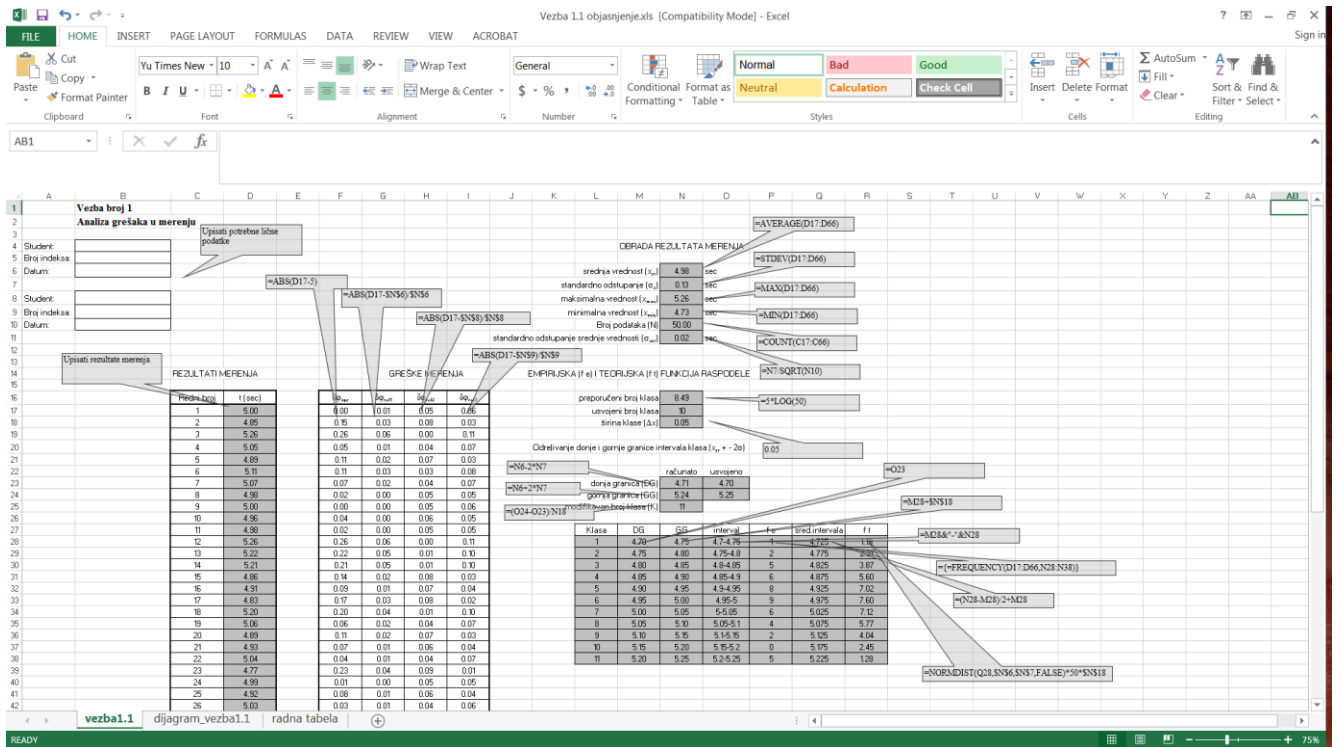 Vezba 1.1 objasnjenje.xls [Compatibility Mode] - Excel
Sign in
FILE HOME INSERT PAGE LAYOUT FORMULAS DATA REVIEW VIEW ACROBAT
Paste
Cut
Copy
Format Painter
Clipboard
Yu Times New 10
B I U
Font
Wrap Text
Merge & Center
Alignment
General
$ % ,
Number
Conditional Formatting
Format as Table
Normal Bad Good
Neutral Calculation Check Cell
Styles
Insert Delete Format
Cells
AutoSum
Fill
Clear
Sort & Filter
Find & Select
Editing
AB1
fx
A B C D E F G H I J K L M N O P Q R S T U V W X Y Z AA AB
Vezba broj 1
Analiza grešaka u merenju
Upisati potrebne lične podatke
Student:
Broj indeksa:
Datum:
Student:
Broj indeksa:
Datum:
Upisati rezultate merenja
=ABS(D17-5)
=ABS(D17-$N$6)/$N$6
=ABS(D17-$N$8)/$N$8
=ABS(D17-$N$9)/$N$9
OBRADA REZULTATA MERENJA
srednja vrednost (xsr) 4.98 sec
standardno odstupanje (σx) 0.13 sec
maksimalna vrednost (xmax) 5.26 sec
minimalna vrednost (xmin) 4.73 sec
Broj podataka (N) 50.00
standardno odstupanje srednje vrednosti (σsr) 0.02 sec
=AVERAGE(D17:D66)
=STDEV(D17:D66)
=MAX(D17:D66)
=MIN(D17:D66)
=COUNT(C17:C66)
=N7/SQRT(N10)
REZULTATI MERENJA
GREŠKE MERENJA
EMPIRIJSKA (f e) I TEORIJSKA (f t) FUNKCIJA RASPODELE
Redni broj t (sec)
1 5.00 0.00 0.01 0.05 0.06
2 4.85 0.15 0.03 0.08 0.03
3 5.26 0.26 0.06 0.00 0.11
4 5.05 0.05 0.01 0.04 0.07
5 4.89 0.11 0.02 0.07 0.03
6 5.11 0.11 0.03 0.03 0.08
7 5.07 0.07 0.02 0.04 0.07
8 4.98 0.02 0.00 0.05 0.05
9 5.00 0.00 0.00 0.05 0.06
10 4.96 0.04 0.00 0.06 0.05
11 4.98 0.02 0.00 0.05 0.05
12 5.26 0.26 0.06 0.00 0.11
13 5.22 0.22 0.05 0.01 0.10
14 5.21 0.21 0.05 0.01 0.10
15 4.86 0.14 0.02 0.08 0.03
16 4.91 0.09 0.01 0.07 0.04
17 4.83 0.17 0.03 0.08 0.02
18 5.20 0.20 0.04 0.01 0.10
19 5.06 0.06 0.02 0.04 0.07
20 4.89 0.11 0.02 0.07 0.03
21 4.93 0.07 0.01 0.06 0.04
22 5.04 0.04 0.01 0.04 0.07
23 4.77 0.23 0.04 0.09 0.01
24 4.99 0.01 0.00 0.05 0.05
25 4.92 0.08 0.01 0.06 0.04
26 5.03 0.03 0.01 0.04 0.06
preporučeni broj klasa 8.49
usvojeni broj klasa 10
širina klase (Δx) 0.05
=5*LOG(50)
0.05
granice intervala klasa (xsr + - 2σ)
=N6-2*N7
=N6+2*N7
=(O24-O23)/N18
računato usvojeno
donja granica (DG) 4.71 4.70
gornja granica (GG) 5.24 5.25
modifikovan broj klasa (K) 11
=O23
=M28+$N$18
=M28&"-"&N28
={=FREQUENCY(D17:D66,N28:N38)}
=(N28-M28)/2+M28
=NORMDIST(Q28,$N$6,$N$7,FALSE)*50*$N$18
Klasa DG GG interval f e sred.intervala f t
1 4.70 4.75 4.7-4.75 1 4.725
2 4.75 4.80 4.75-4.8 2 4.775
3 4.80 4.85 4.8-4.85 5 4.825 3.87
4 4.85 4.90 4.85-4.9 6 4.875 5.60
5 4.90 4.95 4.9-4.95 8 4.925 7.02
6 4.95 5.00 4.95-5 9 4.975 7.60
7 5.00 5.05 5-5.05 6 5.025 7.12
8 5.05 5.10 5.05-5.1 4 5.075 5.77
9 5.10 5.15 5.1-5.15 2 5.125 4.04
10 5.15 5.20 5.15-5.2 0 5.175 2.45
11 5.20 5.25 5.2-5.25 5 5.225 1.28
vezba1.1 dijagram_vezba1.1 radna tabela
READY
75%